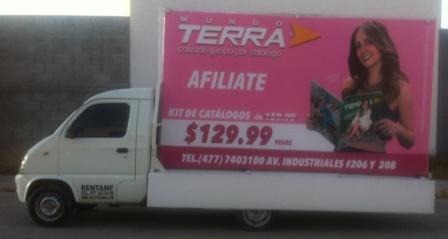 MUNDO
TERRA
calzado y ropa por catálogo
AFILIATE
KIT DE CATÁLOGOS de
$129.99 PESOS
TEL.(477) 7403100 AV. INDUSTRIALES #206 Y 208
RENTAME